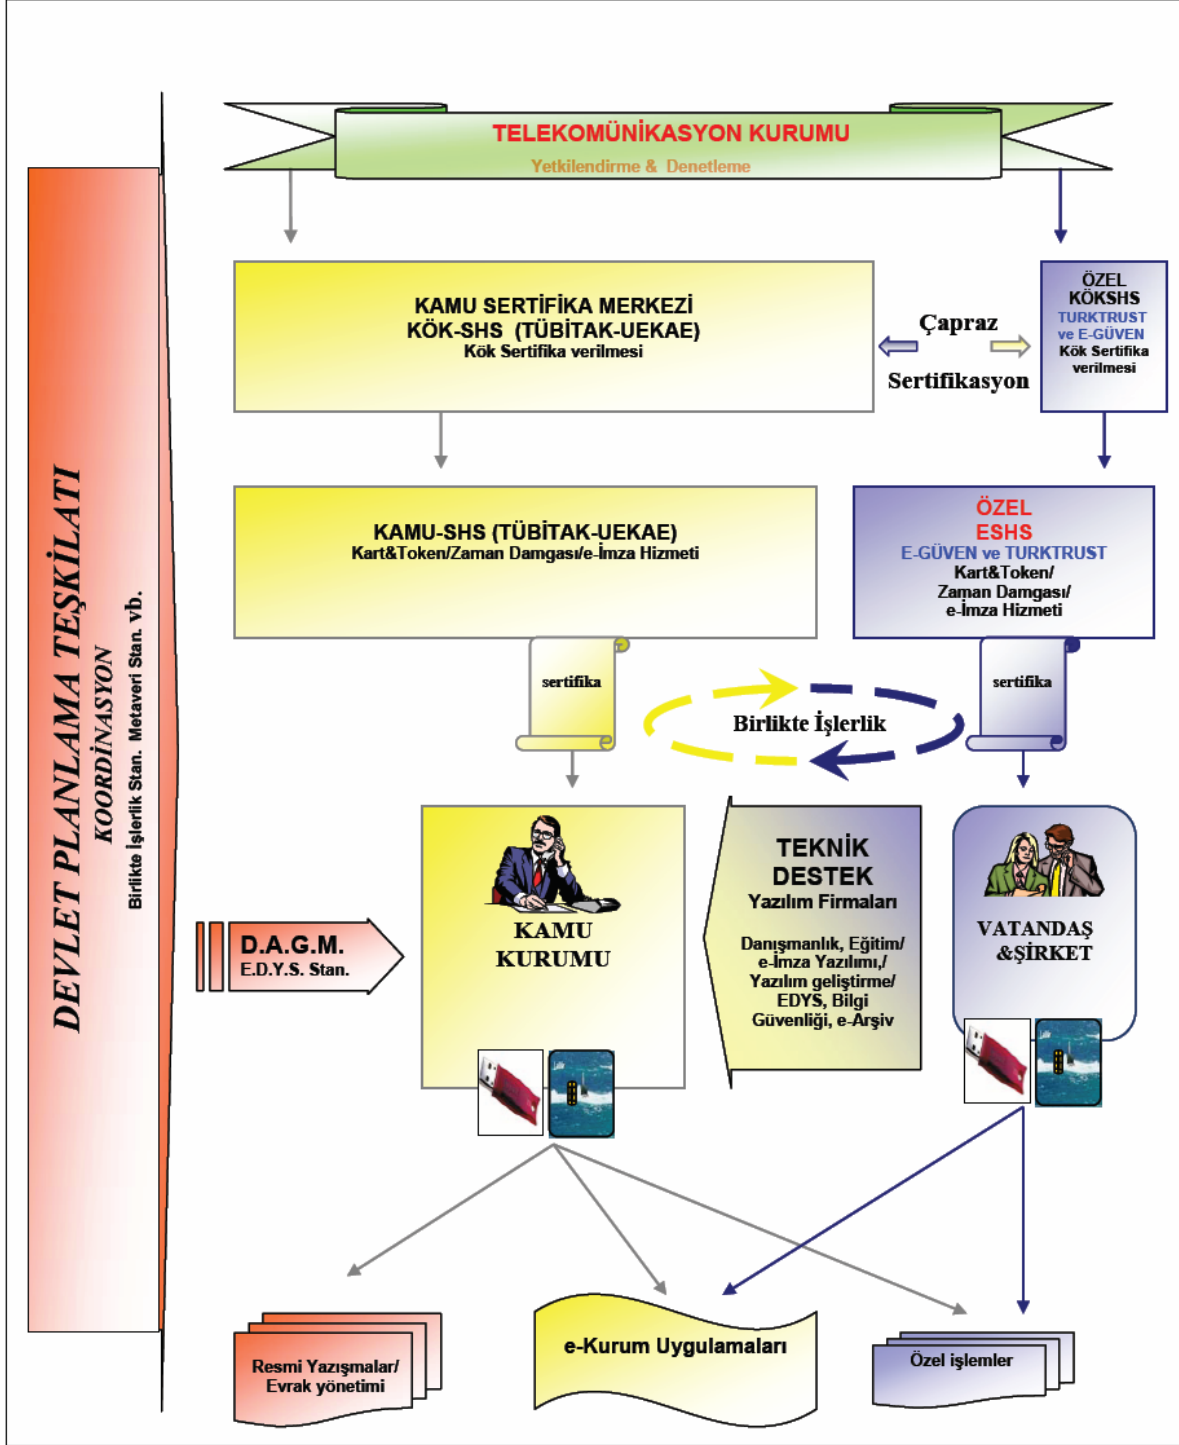 TELEKOMÜNİKASYON KURUMU
Yetkilendirme & Denetleme
DEVLET PLANLAMA TEŞKİLATI
KOORDİNASYON
Birlikte İşlerlik Stan. Metaveri Stan. vb.
KAMU SERTİFİKA MERKEZİ
KÖK-SHS (TÜBİTAK-UEKAE)
Kök Sertifika verilmesi
Çapraz
Sertifikasyon
ÖZEL
KÖKSHS
TURKTRUST
ve E-GÜVEN
Kök Sertifika
verilmesi
KAMU-SHS (TÜBİTAK-UEKAE)
Kart&Token/Zaman Damgası/e-İmza Hizmeti
ÖZEL
ESHS
E-GÜVEN ve TURKTRUST
Kart&Token/
Zaman Damgası/
e-İmza Hizmeti
sertifika
Birlikte İşlerlik
sertifika
D.A.G.M.
E.D.Y.S. Stan.
KAMU
KURUMU
TEKNİK
DESTEK
Yazılım Firmaları
Danışmanlık, Eğitim/
e-İmza Yazılımı,/
Yazılım geliştirme/
EDYS, Bilgi
Güvenliği, e-Arşiv
VATANDAŞ
&ŞİRKET
Resmi Yazışmalar/
Evrak yönetimi
e-Kurum Uygulamaları
Özel işlemler